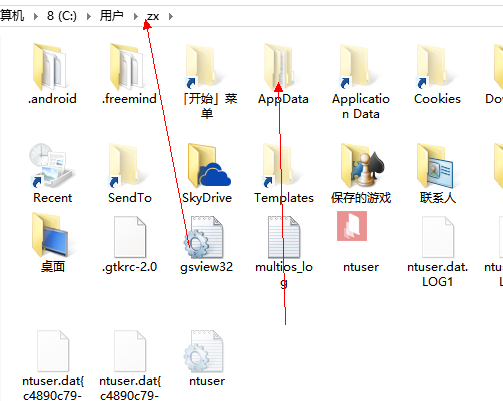 算机 8 (C:) 用户 zx
.android .freemind 「开始」菜单 AppData Application Data Cookies Do
Recent SendTo SkyDrive Templates 保存的游戏 联系人
桌面 .gtkrc-2.0 gsview32 multios_log ntuser ntuser.dat.LOG1 ntu
ntuser.dat{c4890c79- ntuser.dat{c4890c79- ntuser